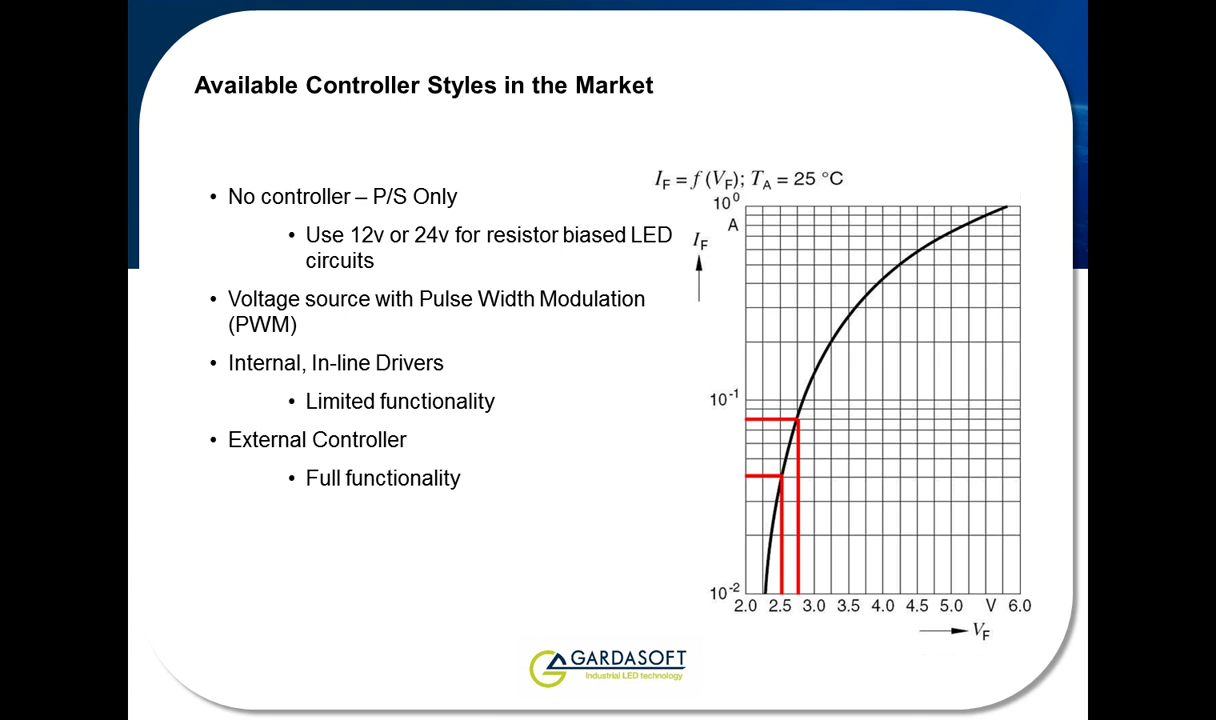 Available Controller Styles in the Market
• No controller – P/S Only
• Use 12v or 24v for resistor biased LED
circuits
• Voltage source with Pulse Width Modulation
(PWM)
• Internal, In-line Drivers
• Limited functionality
• External Controller
• Full functionality
I_F = f (V_F); T_A = 25 °C
10^0
A
I_F
10^-1
10^-2
2.0 2.5 3.0 3.5 4.0 4.5 5.0 V 6.0
V_F
GARDASOFT
Industrial LED technology